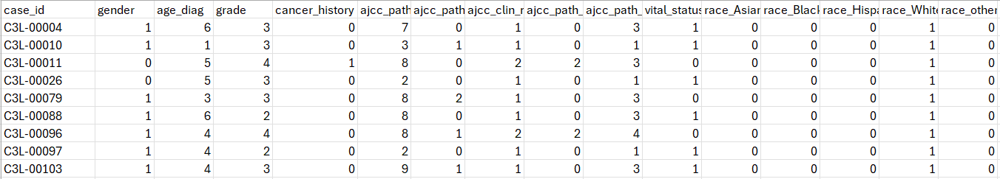 case_id gender age_diag grade cancer_history ajcc_path ajcc_path ajcc_clin_r ajcc_path_ ajcc_path_ vital_status race_Asian race_Black race_Hispa race_White race_other
C3L-00004 1 6 3 0 7 0 1 0 3 1 0 0 0 1 0
C3L-00010 1 1 3 0 3 1 1 0 1 1 0 0 0 1 0
C3L-00011 0 5 4 1 8 0 2 2 3 0 0 0 0 1 0
C3L-00026 0 5 3 0 2 0 1 0 1 1 0 0 0 1 0
C3L-00079 1 3 3 0 8 2 1 0 3 0 0 0 0 1 0
C3L-00088 1 6 2 0 8 0 1 0 3 1 0 0 0 1 0
C3L-00096 1 4 4 0 8 1 2 2 4 0 0 0 0 1 0
C3L-00097 1 4 2 0 2 0 1 0 1 1 0 0 0 1 0
C3L-00103 1 4 3 0 9 1 1 0 3 1 0 0 0 1 0